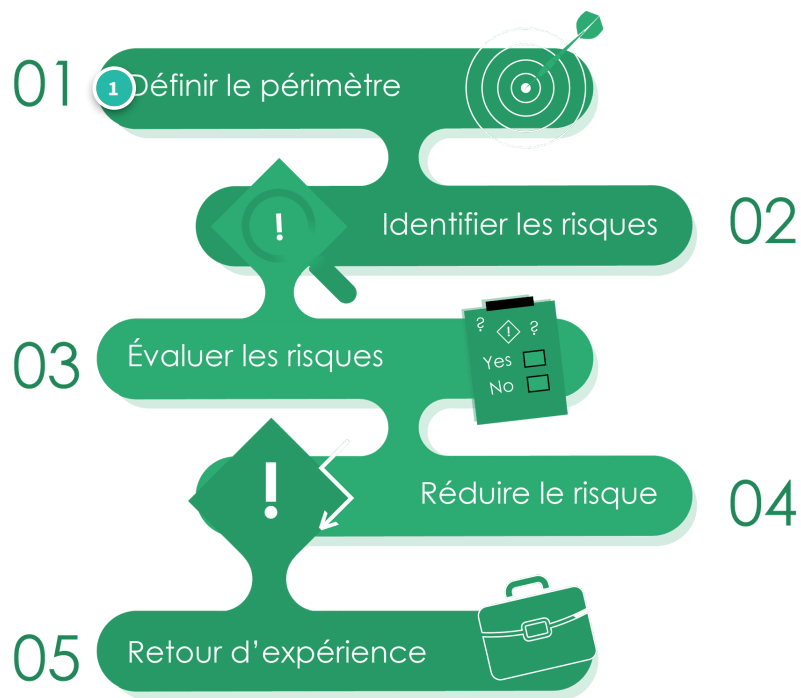 01
1
Définir le périmètre
!
Identifier les risques
02
03
Évaluer les risques
? ! ?
Yes
No
!
Réduire le risque
04
05
Retour d’expérience